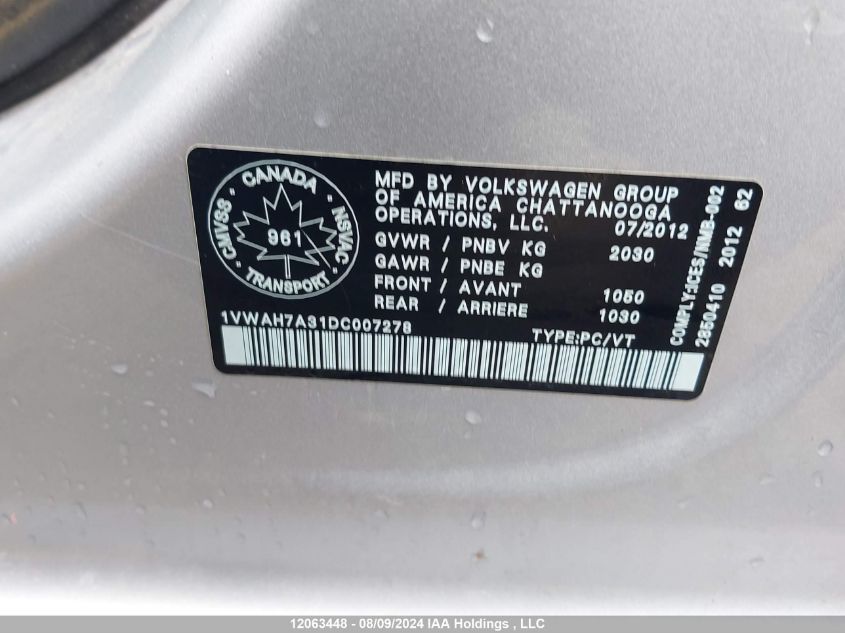 CANADA
CMVSS - NSVAC
961
TRANSPORT
MFD BY VOLKSWAGEN GROUP
OF AMERICA CHATTANOOGA
OPERATIONS, LLC. 07/2012
GVWR / PNBV KG 2030
GAWR / PNBE KG
FRONT / AVANT 1050
REAR / ARRIERE 1030
1VWAH7A31DC007278 TYPE:PC/VT
COMPLY:ICES/NMB-002
2850410 2012 62
12063448 - 08/09/2024 IAA Holdings , LLC